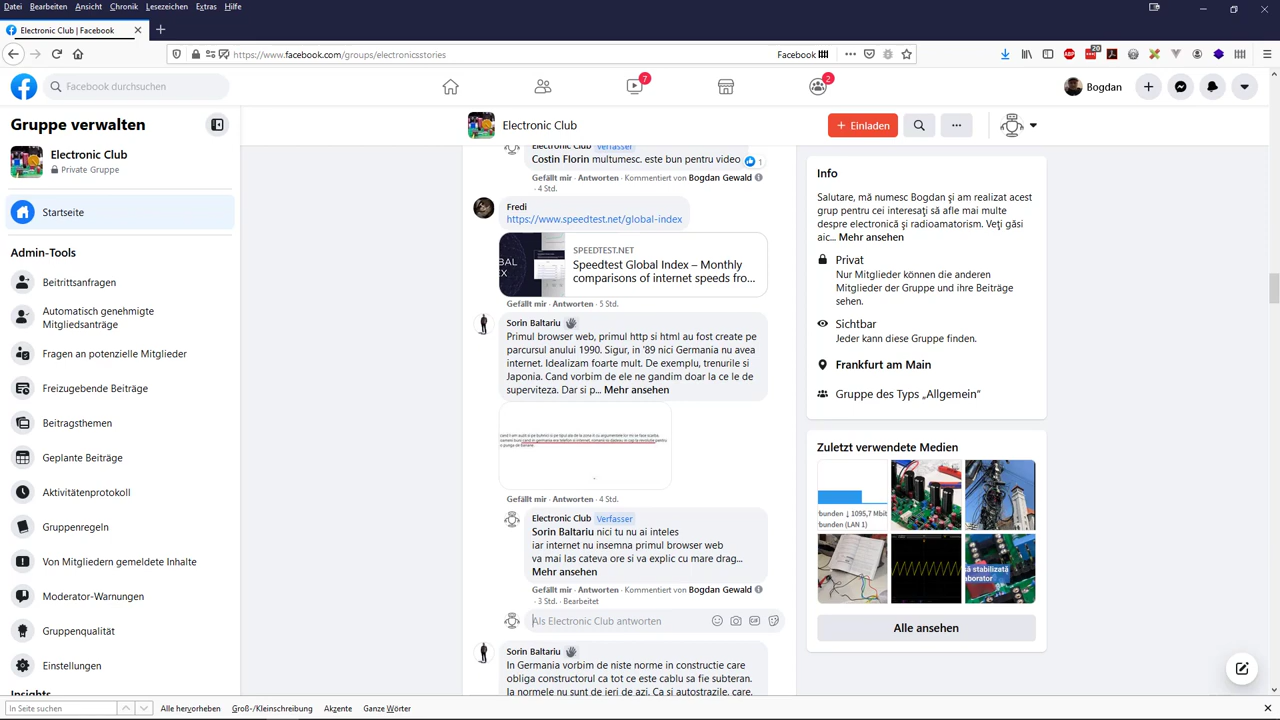 Datei Bearbeiten Ansicht Chronik Lesezeichen Extras Hilfe
Electronic Club | Facebook
https://www.facebook.com/groups/electronicsstories
Facebook
20
Facebook durchsuchen
7
2
Bogdan
Gruppe verwalten
Electronic Club
Private Gruppe
Startseite
Admin-Tools
Beitrittsanfragen
Automatisch genehmigte
Mitgliedsanträge
Fragen an potenzielle Mitglieder
Freizugebende Beiträge
Beitragsthemen
Geplante Beiträge
Aktivitätenprotokoll
Gruppenregeln
Von Mitgliedern gemeldete Inhalte
Moderator-Warnungen
Gruppenqualität
Einstellungen
Insights
Electronic Club
+ Einladen
Electronic Club Verfasser
Costin Florin multumesc. este bun pentru video
1
Gefällt mir · Antworten · Kommentiert von Bogdan Gewald
· 4 Std.
Fredi
https://www.speedtest.net/global-index
SPEEDTEST.NET
Speedtest Global Index – Monthly
comparisons of internet speeds fro...
Gefällt mir · Antworten · 5 Std.
Sorin Baltariu
Primul browser web, primul http si html au fost create pe
parcursul anului 1990. Sigur, in '89 nici Germania nu avea
internet. Idealizam foarte mult. De exemplu, trenurile si
Japonia. Cand vorbim de ele ne gandim doar la ce le de
superviteza. Dar si p... Mehr ansehen
Gefällt mir · Antworten · 4 Std.
Electronic Club Verfasser
Sorin Baltariu nici tu nu ai inteles
iar internet nu insemna primul browser web
va mai las cateva ore si va explic cu mare drag...
Mehr ansehen
Gefällt mir · Antworten · Kommentiert von Bogdan Gewald
· 3 Std. · Bearbeitet
Als Electronic Club antworten
Sorin Baltariu
In Germania vorbim de niste norme in constructie care
obliga constructorul ca tot ce este cablu sa fie subteran.
Ia normele nu sunt de ieri de azi. Ca si autostrazile, care,
Info
Salutare, mă numesc Bogdan şi am realizat acest
grup pentru cei interesaţi să afle mai multe
despre electronică şi radioamatorism. Veţi găsi
aic... Mehr ansehen
Privat
Nur Mitglieder können die anderen
Mitglieder der Gruppe und ihre Beiträge
sehen.
Sichtbar
Jeder kann diese Gruppe finden.
Frankfurt am Main
Gruppe des Typs „Allgemein“
Zuletzt verwendete Medien
rbunden ↓ 1095,7 Mbit
rbunden (LAN 1)
să stabilizată
aborator
Alle ansehen
In Seite suchen
Alle hervorheben Groß-/Kleinschreibung Akzente Ganze Wörter